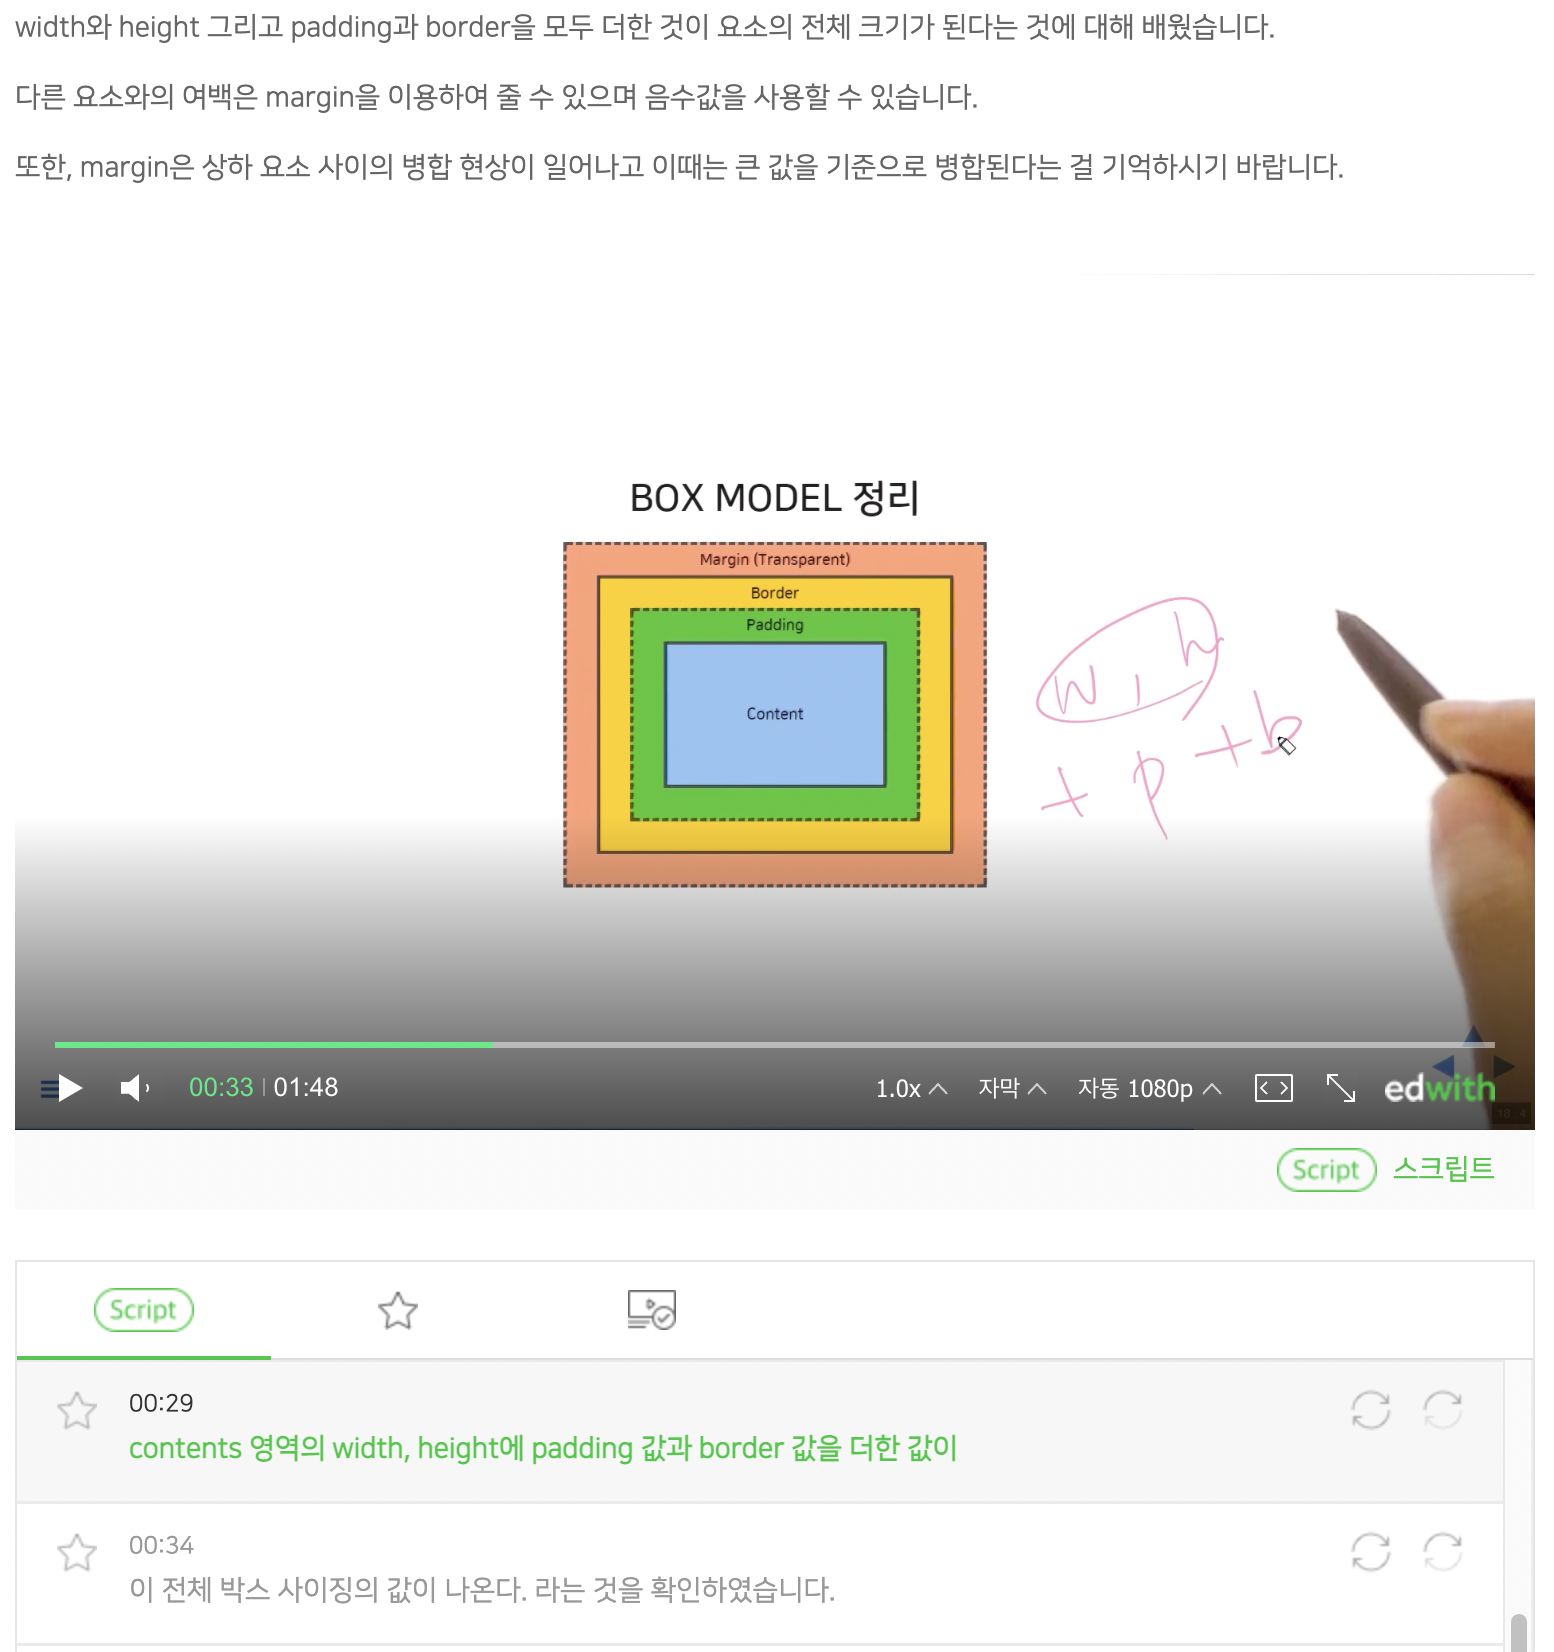 width와 height 그리고 padding과 border을 모두 더한 것이 요소의 전체 크기가 된다는 것에 대해 배웠습니다.
다른 요소와의 여백은 margin을 이용하여 줄 수 있으며 음수값을 사용할 수 있습니다.
또한, margin은 상하 요소 사이의 병합 현상이 일어나고 이때는 큰 값을 기준으로 병합된다는 걸 기억하시기 바랍니다.
BOX MODEL 정리
Margin (Transparent)
Border
Padding
Content
w, h
+ p + b
00:33 | 01:48
1.0x 자막 자동 1080p edwith
18 : 4
Script 스크립트
Script
00:29
contents 영역의 width, height에 padding 값과 border 값을 더한 값이
00:34
이 전체 박스 사이징의 값이 나온다. 라는 것을 확인하였습니다.